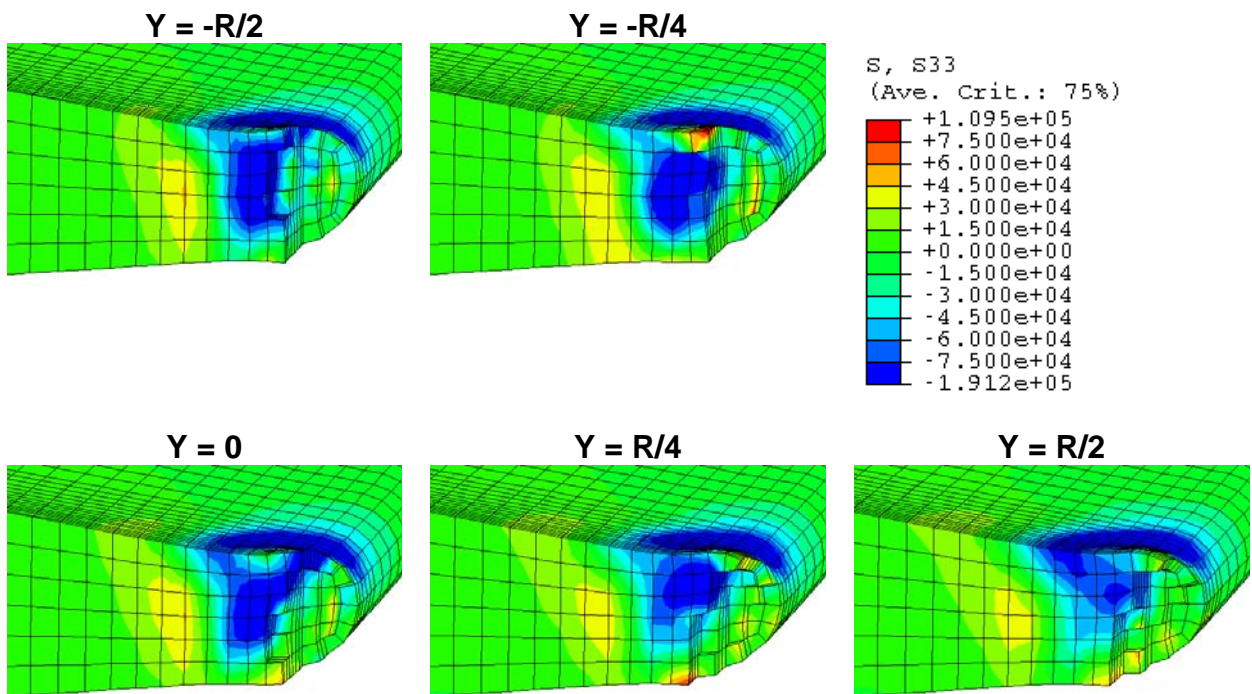 Y = -R/2
Y = -R/4
S, S33
(Ave. Crit.: 75%)
+1.095e+05
+7.500e+04
+6.000e+04
+4.500e+04
+3.000e+04
+1.500e+04
+0.000e+00
-1.500e+04
-3.000e+04
-4.500e+04
-6.000e+04
-7.500e+04
-1.912e+05
Y = 0
Y = R/4
Y = R/2